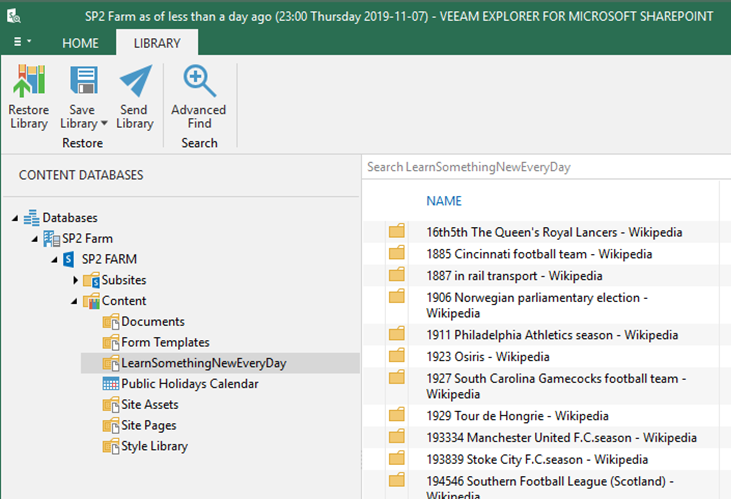 SP2 Farm as of less than a day ago (23:00 Thursday 2019-11-07) - VEEAM EXPLORER FOR MICROSOFT SHAREPOINT
HOME
LIBRARY
Restore
Library
Save
Library
Send
Library
Advanced
Find
Restore
Search
CONTENT DATABASES
Databases
SP2 Farm
SP2 FARM
Subsites
Content
Documents
Form Templates
LearnSomethingNewEveryDay
Public Holidays Calendar
Site Assets
Site Pages
Style Library
Search LearnSomethingNewEveryDay
NAME
16th5th The Queen's Royal Lancers - Wikipedia
1885 Cincinnati football team - Wikipedia
1887 in rail transport - Wikipedia
1906 Norwegian parliamentary election -
Wikipedia
1911 Philadelphia Athletics season - Wikipedia
1923 Osiris - Wikipedia
1927 South Carolina Gamecocks football team -
Wikipedia
1929 Tour de Hongrie - Wikipedia
193334 Manchester United F.C.season - Wikipedia
193839 Stoke City F.C.season - Wikipedia
194546 Southern Football League (Scotland) -
Wikipedia